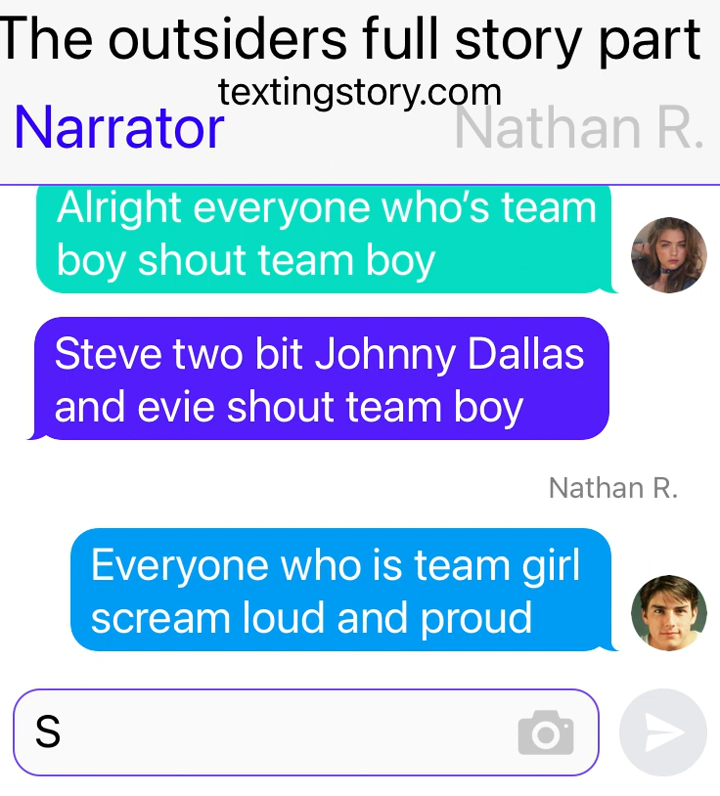 The outsiders full story part
textingstory.com
Narrator
Nathan R.
Alright everyone who's team
boy shout team boy
Steve two bit Johnny Dallas
and evie shout team boy
Nathan R.
Everyone who is team girl
scream loud and proud
S